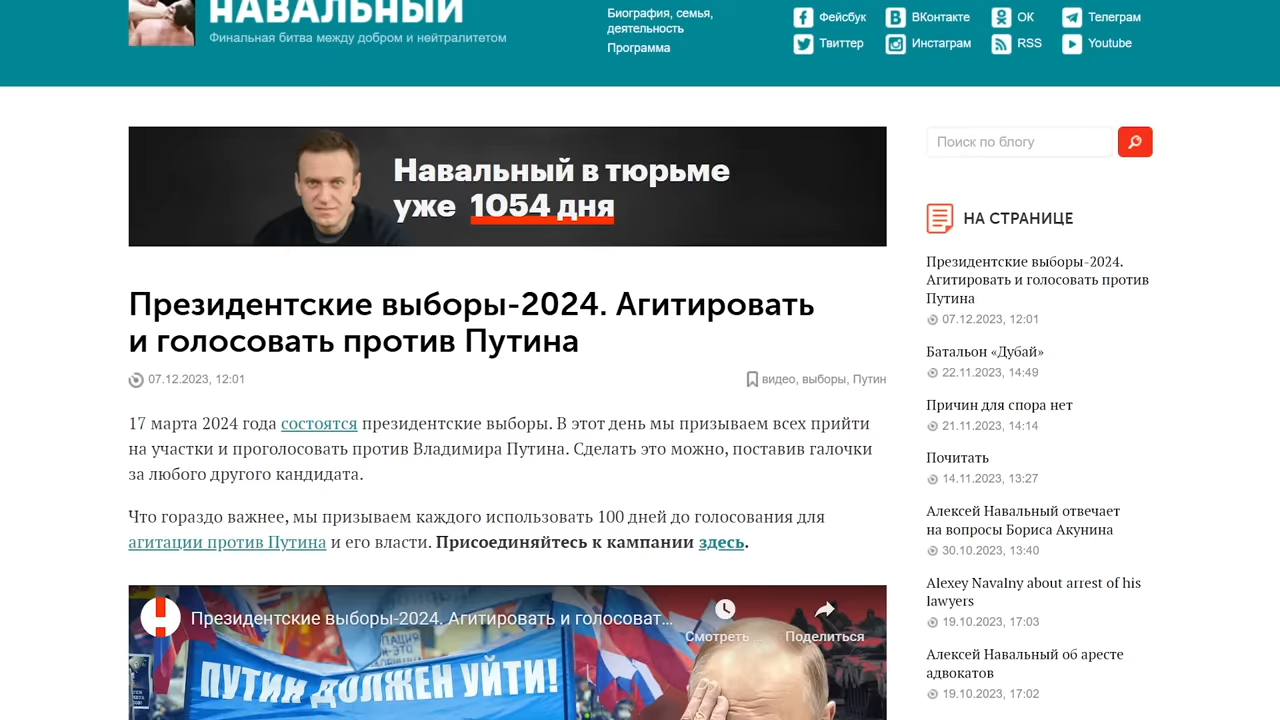 НАВАЛЬНЫЙ
Финальная битва между добром и нейтралитетом
Биография, семья,
деятельность
Программа
Фейсбук
ВКонтакте
ОК
Телеграм
Твиттер
Инстаграм
RSS
Youtube
Навальный в тюрьме
уже 1054 дня
Президентские выборы-2024. Агитировать
и голосовать против Путина
07.12.2023, 12:01
видео, выборы, Путин
17 марта 2024 года состоятся президентские выборы. В этот день мы призываем всех прийти
на участки и проголосовать против Владимира Путина. Сделать это можно, поставив галочки
за любого другого кандидата.
Что гораздо важнее, мы призываем каждого использовать 100 дней до голосования для
агитации против Путина и его власти. Присоединяйтесь к кампании здесь.
Президентские выборы-2024. Агитировать и голосоват...
Смотреть ...
Поделиться
ПУТИН ДОЛЖЕН УЙТИ!
Поиск по блогу
НА СТРАНИЦЕ
Президентские выборы-2024.
Агитировать и голосовать против
Путина
07.12.2023, 12:01
Батальон «Дубай»
22.11.2023, 14:49
Причин для спора нет
21.11.2023, 14:14
Почитать
14.11.2023, 13:27
Алексей Навальный отвечает
на вопросы Бориса Акунина
30.10.2023, 13:40
Alexey Navalny about arrest of his
lawyers
19.10.2023, 17:03
Алексей Навальный об аресте
адвокатов
19.10.2023, 17:02